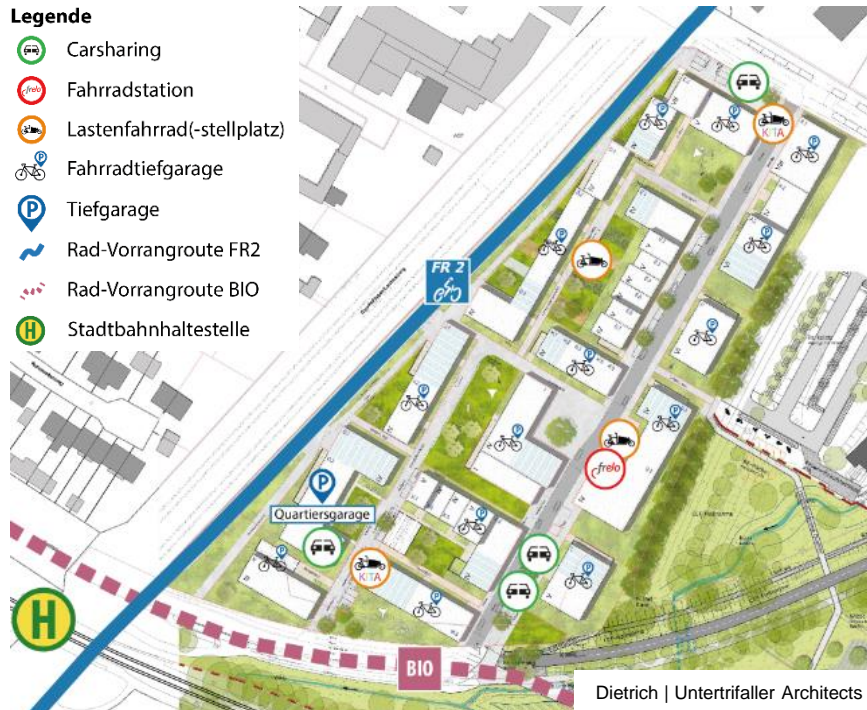 Legende
Carsharing
frelo
Fahrradstation
Lastenfahrrad(-stellplatz)
P
Fahrradtiefgarage
P
Tiefgarage
Rad-Vorrangroute FR2
Rad-Vorrangroute BIO
H
Stadtbahnhaltestelle
KITA
FR 2
frelo
P
Quartiersgarage
KITA
H
BIO
Dietrich | Untertrifaller Architects